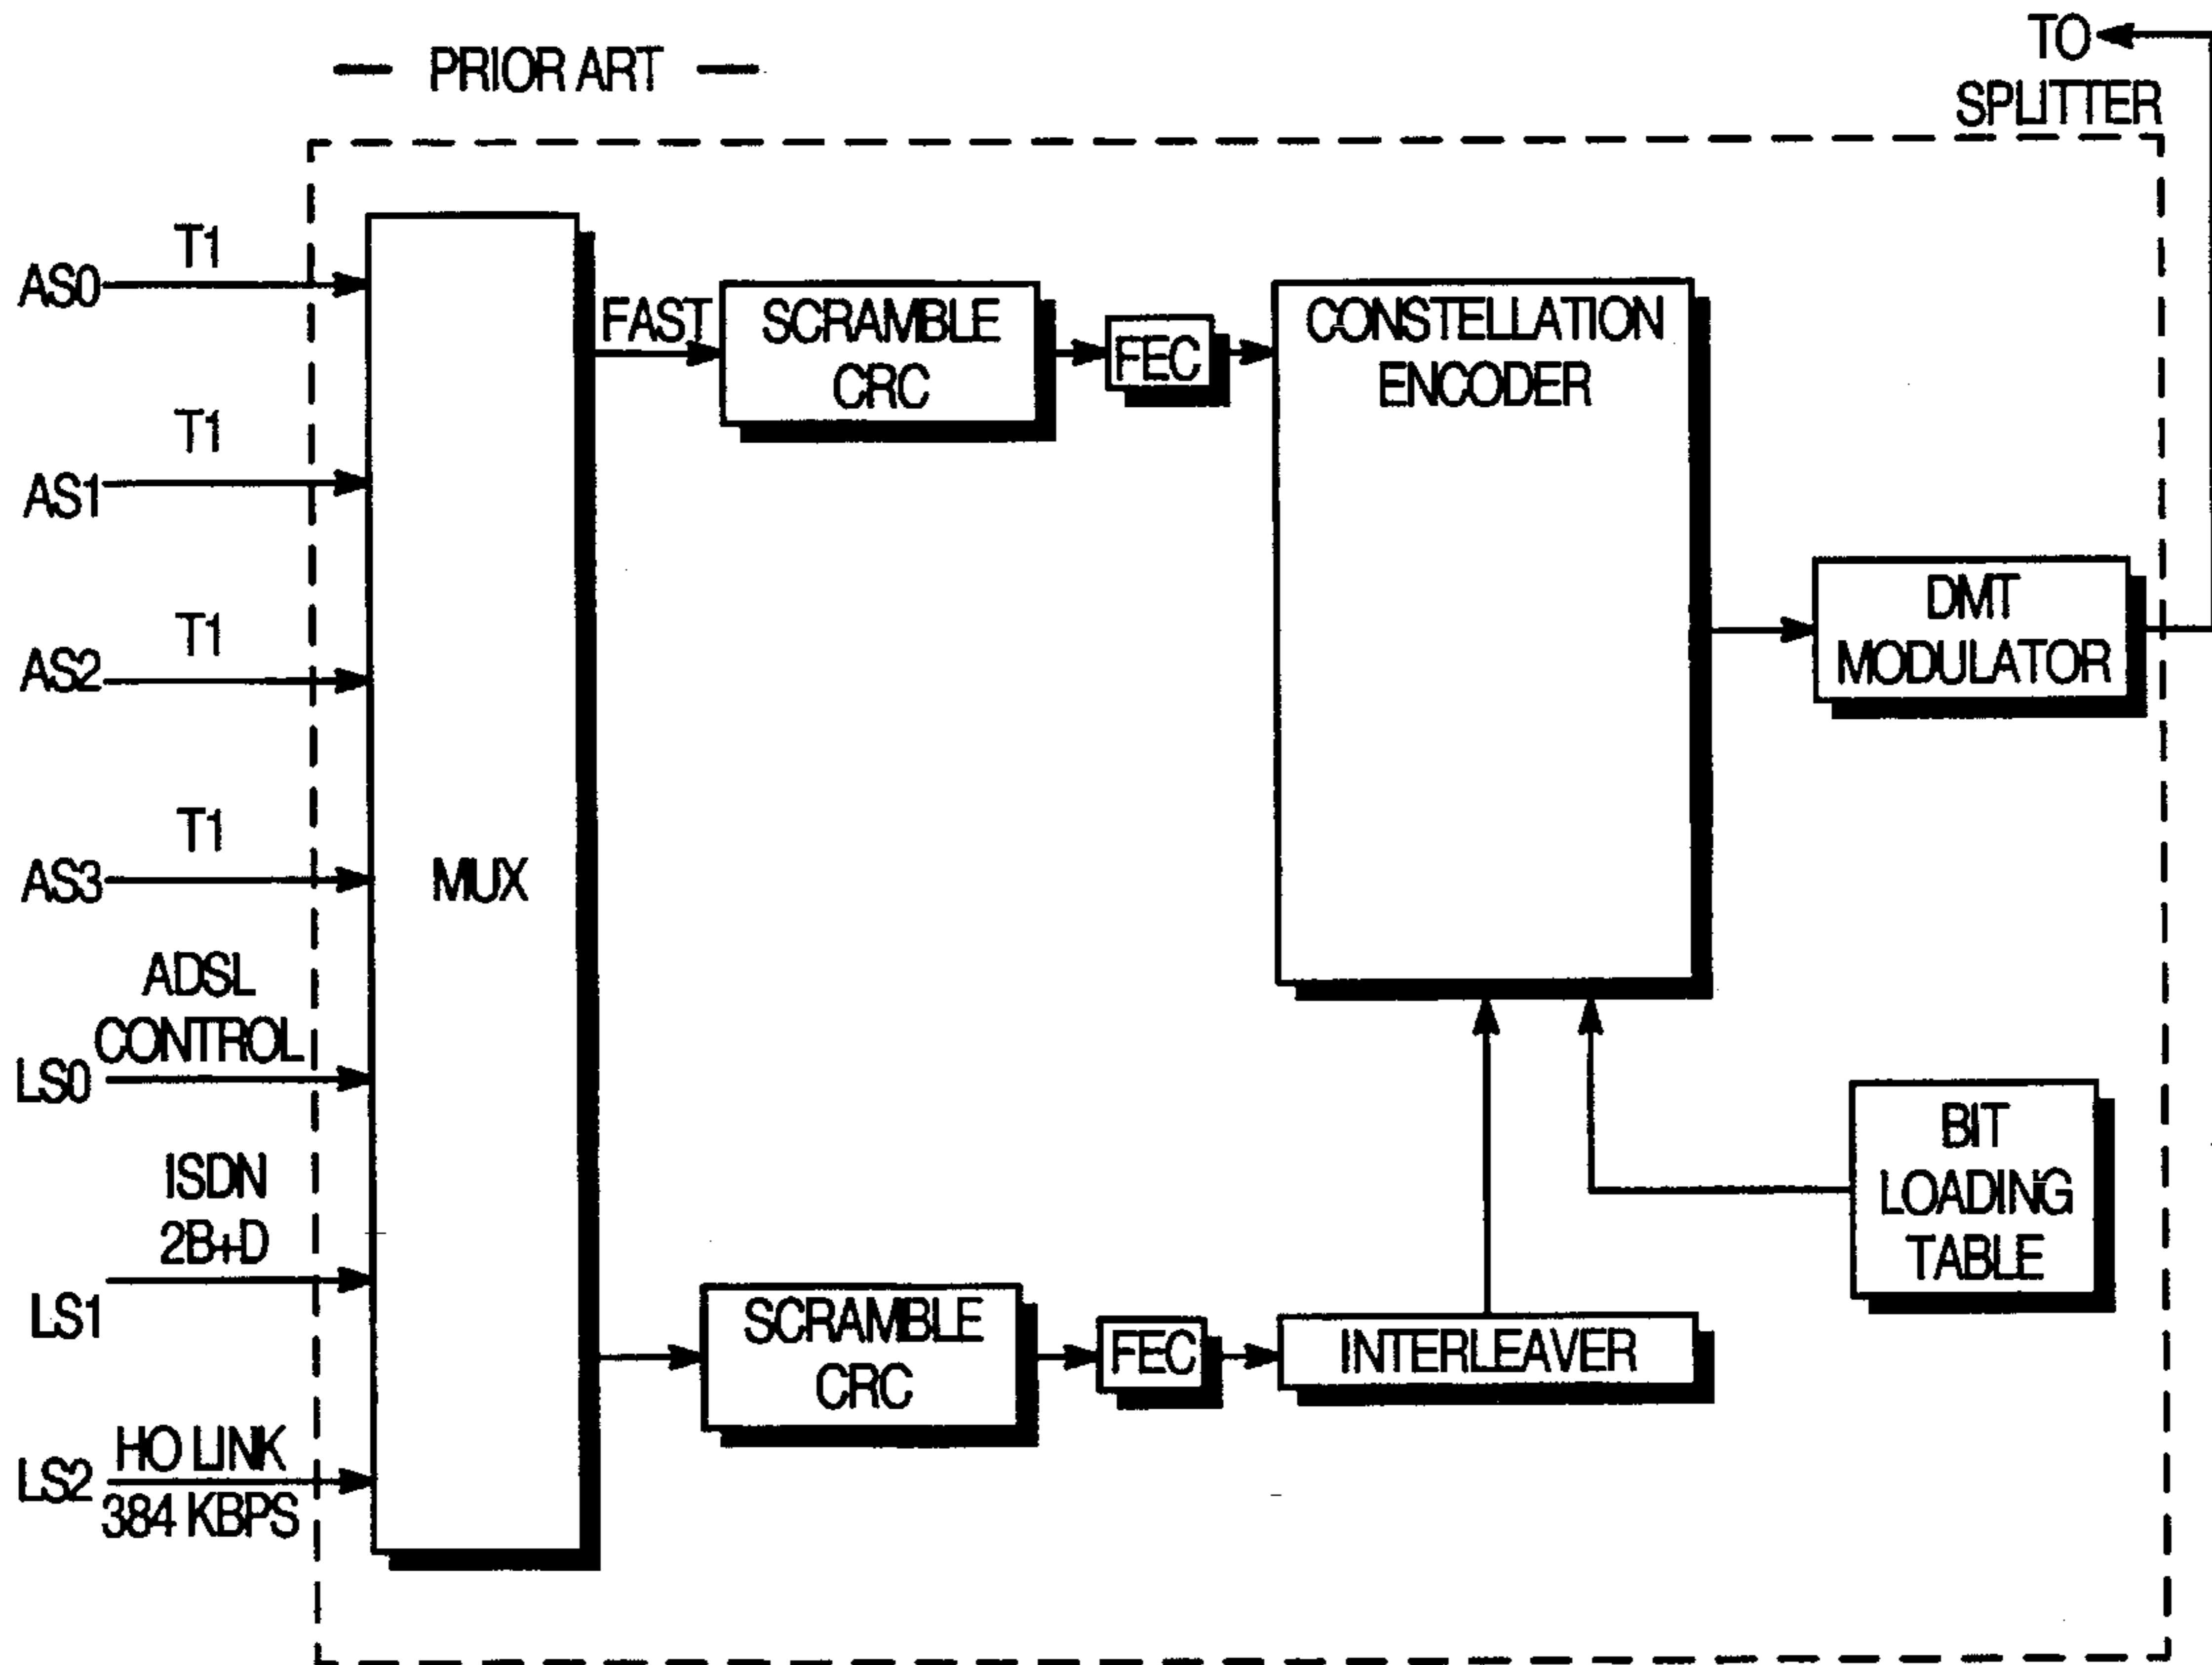 TO
SPLITTER
— PRIOR ART —
AS0
T1
AS1
T1
AS2
T1
AS3
T1
LS0
ADSL
CONTROL
LS1
ISDN
2B+D
LS2
HO LINK
384 KBPS
MUX
FAST
SCRAMBLE
CRC
FEC
CONSTELLATION
ENCODER
DMT
MODULATOR
SCRAMBLE
CRC
FEC
INTERLEAVER
BIT
LOADING
TABLE